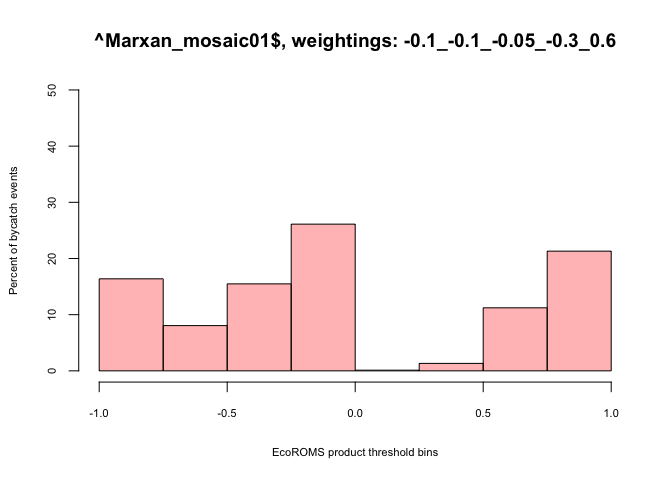 ^Marxan_mosaic01$, weightings: -0.1_-0.1_-0.05_-0.3_0.6
50
40
30
20
10
0
Percent of bycatch events
-1.0 -0.5 0.0 0.5 1.0
EcoROMS product threshold bins